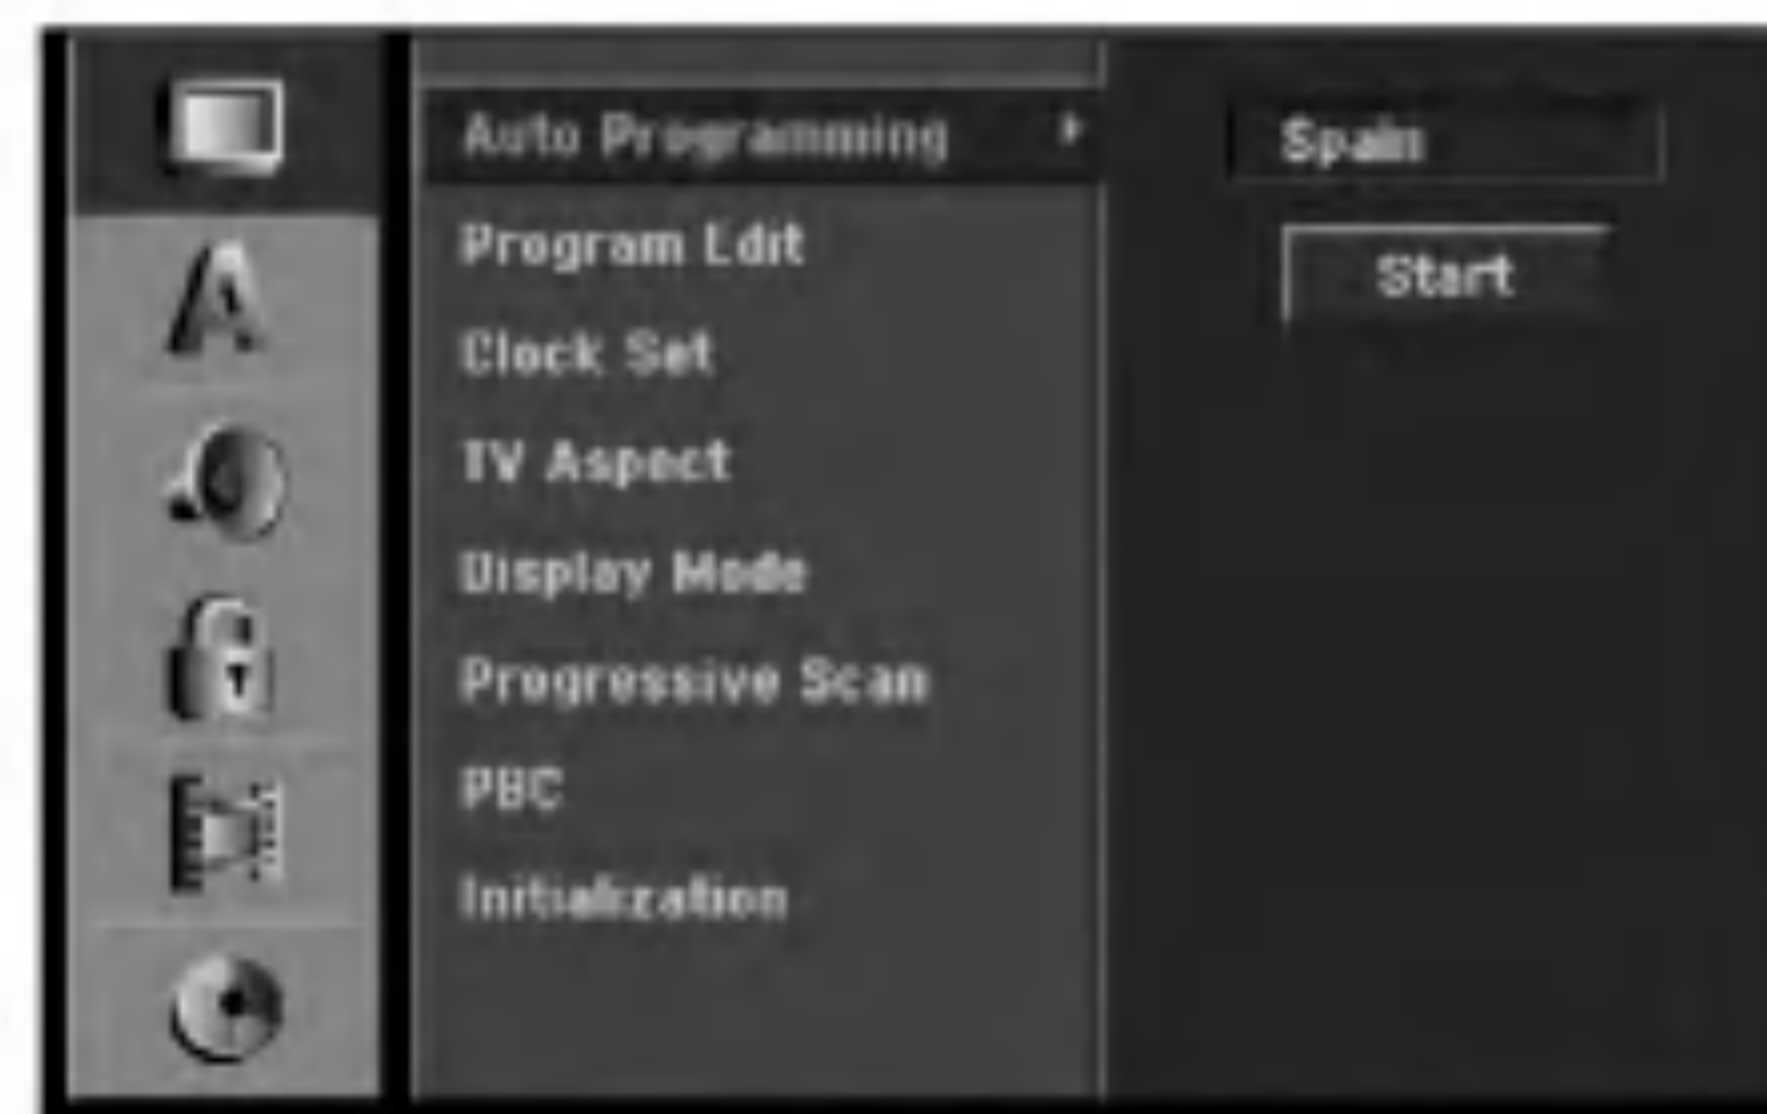 Auto Programming
Spain
Start
Program Edit
Clock Set
TV Aspect
Display Mode
Progressive Scan
PBC
Initialization